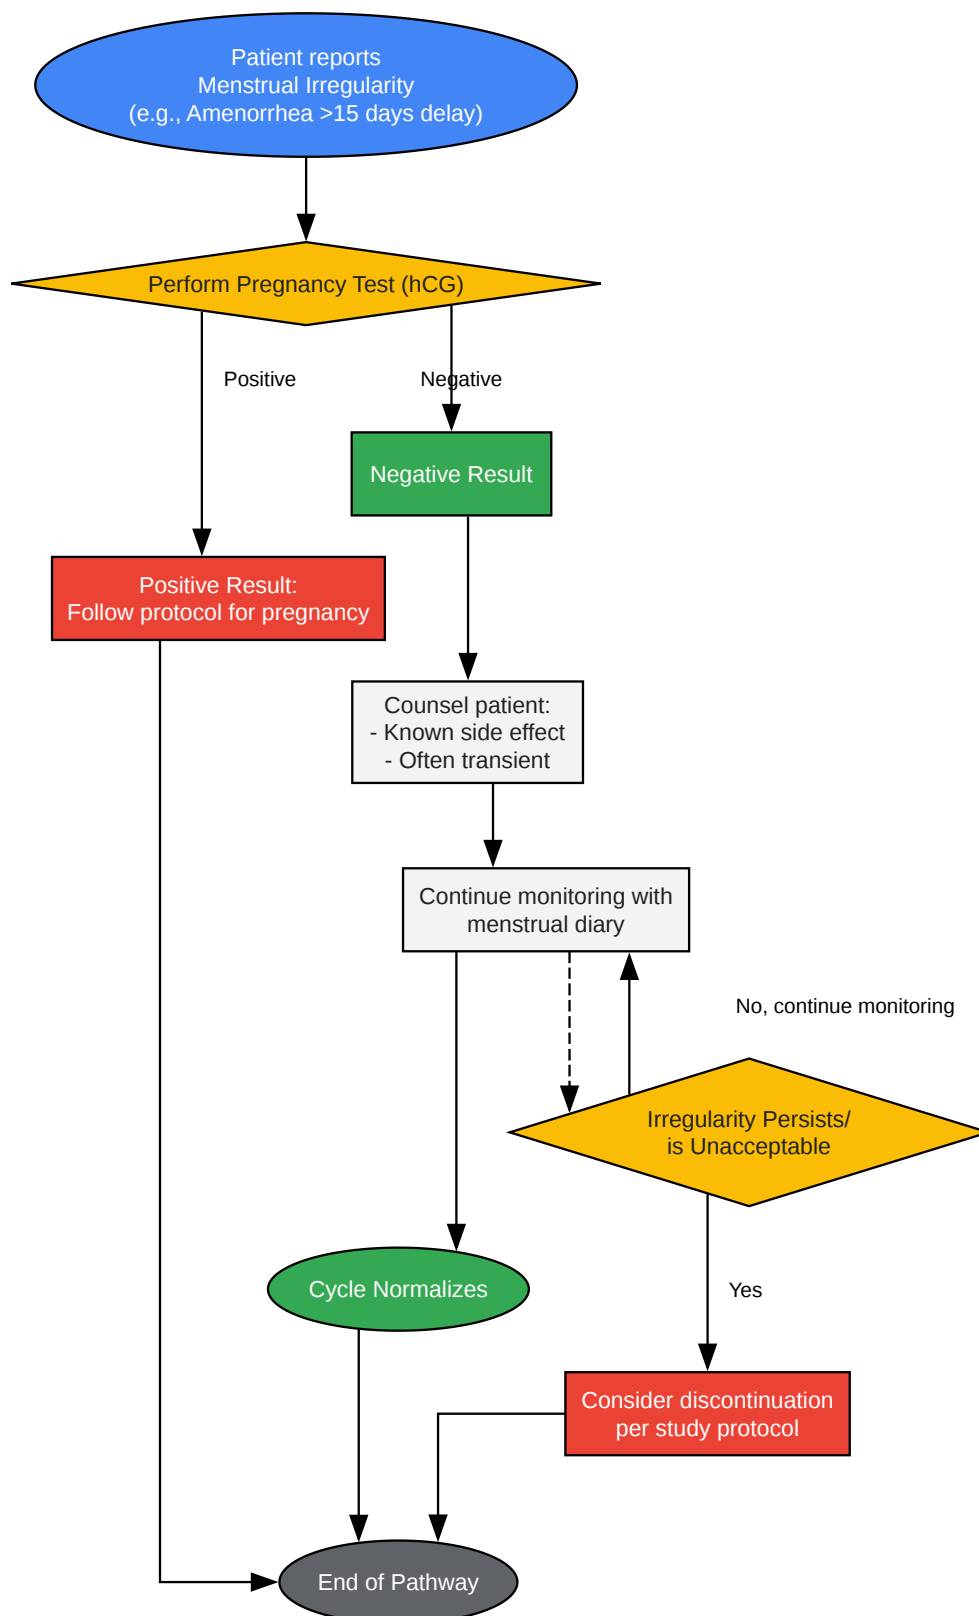 Patient reports
Menstrual Irregularity
(e.g., Amenorrhea >15 days delay)
Perform Pregnancy Test (hCG)
Positive
Negative
Negative Result
Positive Result:
Follow protocol for pregnancy
Counsel patient:
- Known side effect
- Often transient
Continue monitoring with
menstrual diary
No, continue monitoring
Irregularity Persists/
is Unacceptable
Cycle Normalizes
Yes
Consider discontinuation
per study protocol
End of Pathway